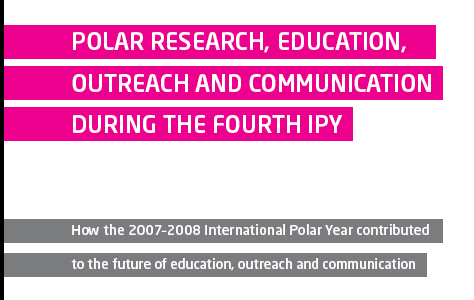 POLAR RESEARCH, EDUCATION,
OUTREACH AND COMMUNICATION
DURING THE FOURTH IPY
How the 2007–2008 International Polar Year contributed
to the future of education, outreach and communication